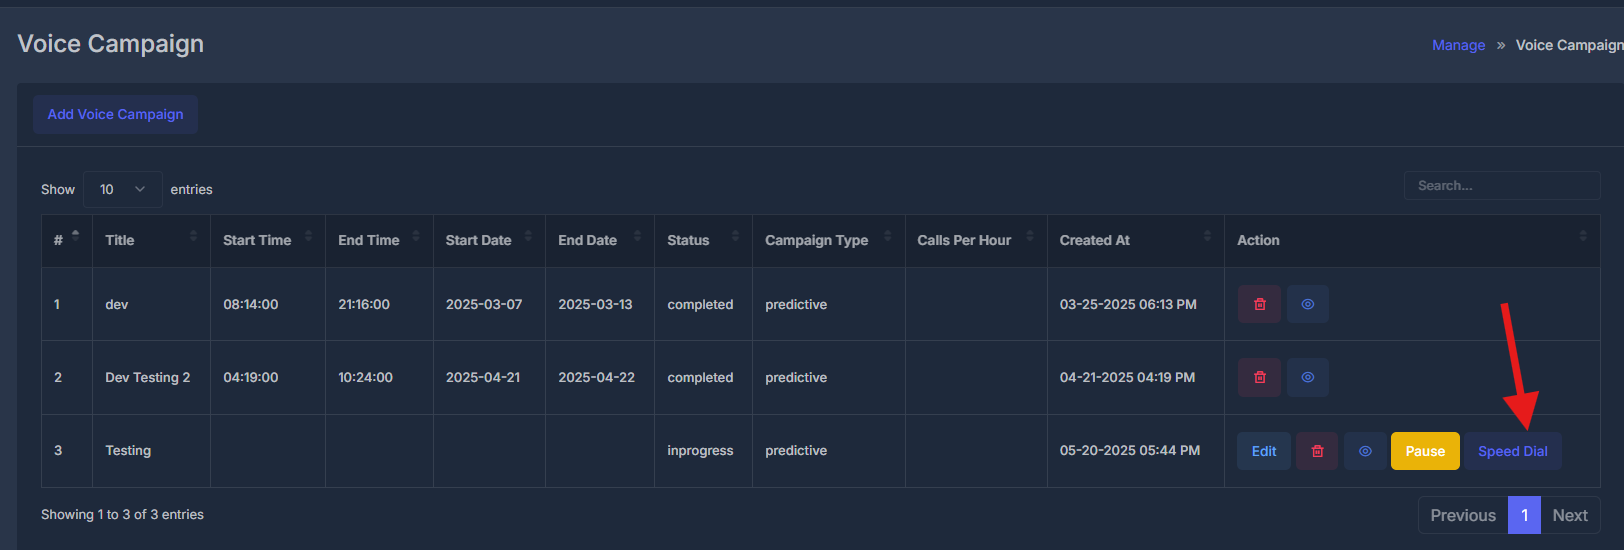 Voice Campaign
Manage » Voice Campaign
Add Voice Campaign
Show 10 entries
Search...
# Title Start Time End Time Start Date End Date Status Campaign Type Calls Per Hour Created At Action
1 dev 08:14:00 21:16:00 2025-03-07 2025-03-13 completed predictive 03-25-2025 06:13 PM
2 Dev Testing 2 04:19:00 10:24:00 2025-04-21 2025-04-22 completed predictive 04-21-2025 04:19 PM
3 Testing inprogress predictive 05-20-2025 05:44 PM Edit Pause Speed Dial
Showing 1 to 3 of 3 entries
Previous 1 Next